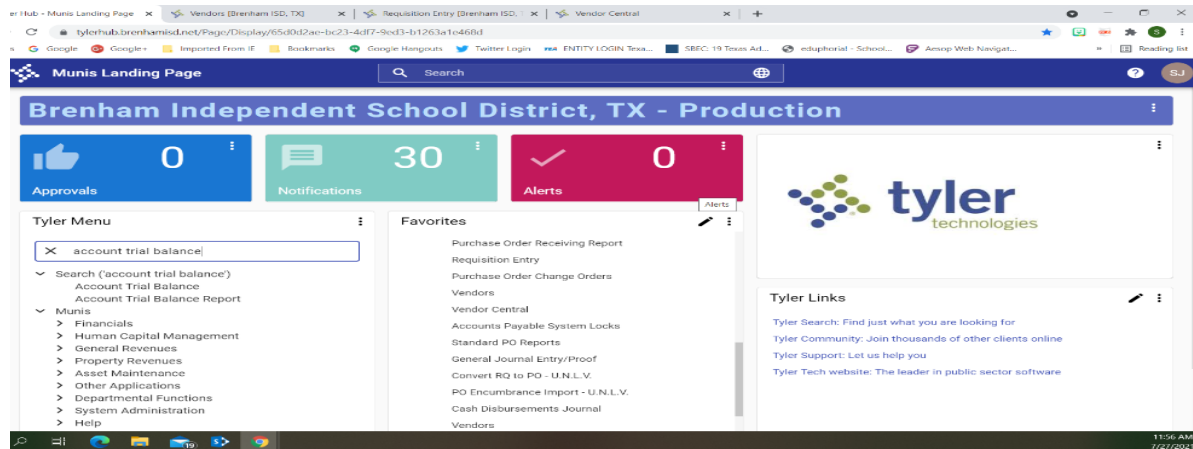 er Hub - Munis Landing Page
Vendors [Brenham ISD, TX]
Requisition Entry [Brenham ISD,
Vendor Central
tylerhub.brenhamisd.net/Page/Display/65d0d2ae-bc23-4df7-9ed3-b1263a1e468d
s Google Google+ Imported From IE Bookmarks Google Hangouts Twitter Login ENTITY LOGIN Texa... SBEC: 19 Texas Ad... eduphoria! - School... Aesop Web Navigat... » Reading list
Munis Landing Page
Search
SJ
Brenham Independent School District, TX - Production
0
Approvals
30
Notifications
0
Alerts
Alerts
tyler
technologies
Tyler Menu
account trial balance
Search ('account trial balance')
Account Trial Balance
Account Trial Balance Report
Munis
Financials
Human Capital Management
General Revenues
Property Revenues
Asset Maintenance
Other Applications
Departmental Functions
System Administration
Help
Favorites
Purchase Order Receiving Report
Requisition Entry
Purchase Order Change Orders
Vendors
Vendor Central
Accounts Payable System Locks
Standard PO Reports
General Journal Entry/Proof
Convert RQ to PO - U.N.L.V.
PO Encumbrance Import - U.N.L.V.
Cash Disbursements Journal
Vendors
Tyler Links
Tyler Search: Find just what you are looking for
Tyler Community: Join thousands of other clients online
Tyler Support: Let us help you
Tyler Tech website: The leader in public sector software
19
11:56 AM
7/27/2021